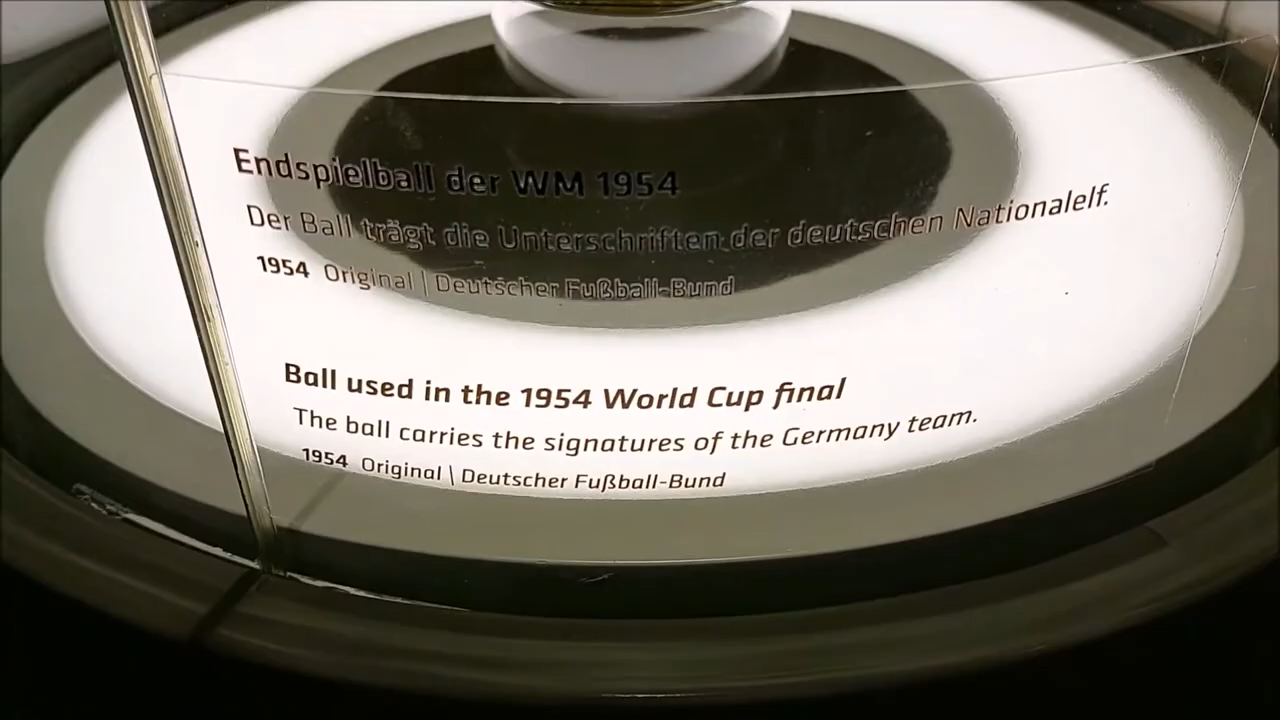 Endspielball der WM 1954
Der Ball trägt die Unterschriften der deutschen Nationalelf.
1954 Original | Deutscher Fußball-Bund
Ball used in the 1954 World Cup final
The ball carries the signatures of the Germany team.
1954 Original | Deutscher Fußball-Bund